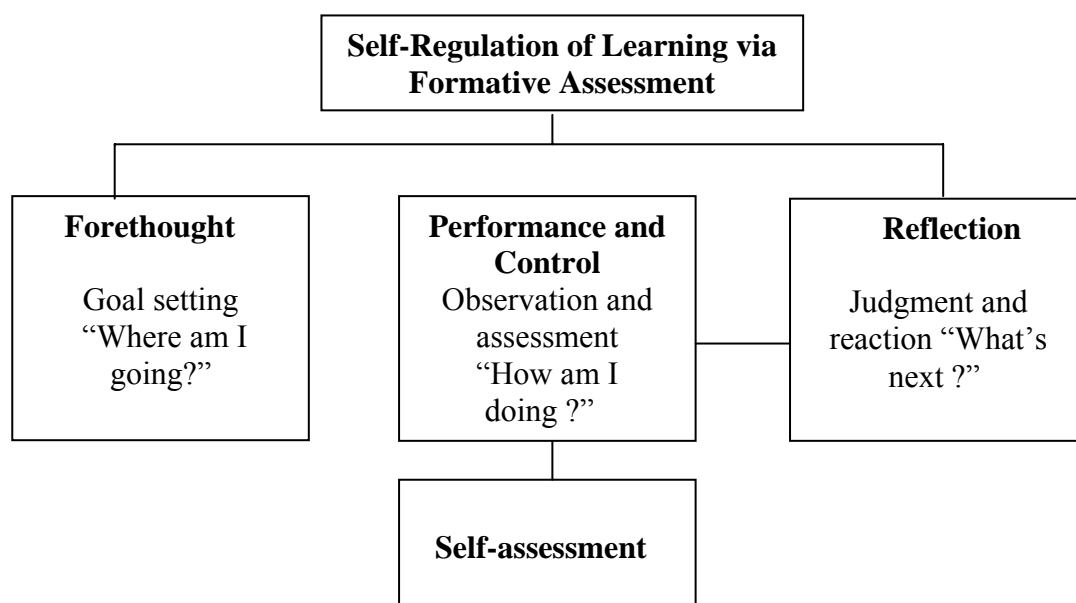 Self-Regulation of Learning via
Formative Assessment
Forethought
Goal setting
“Where am I
going?”
Performance and
Control
Observation and
assessment
“How am I
doing ?”
Reflection
Judgment and
reaction “What’s
next ?”
Self-assessment